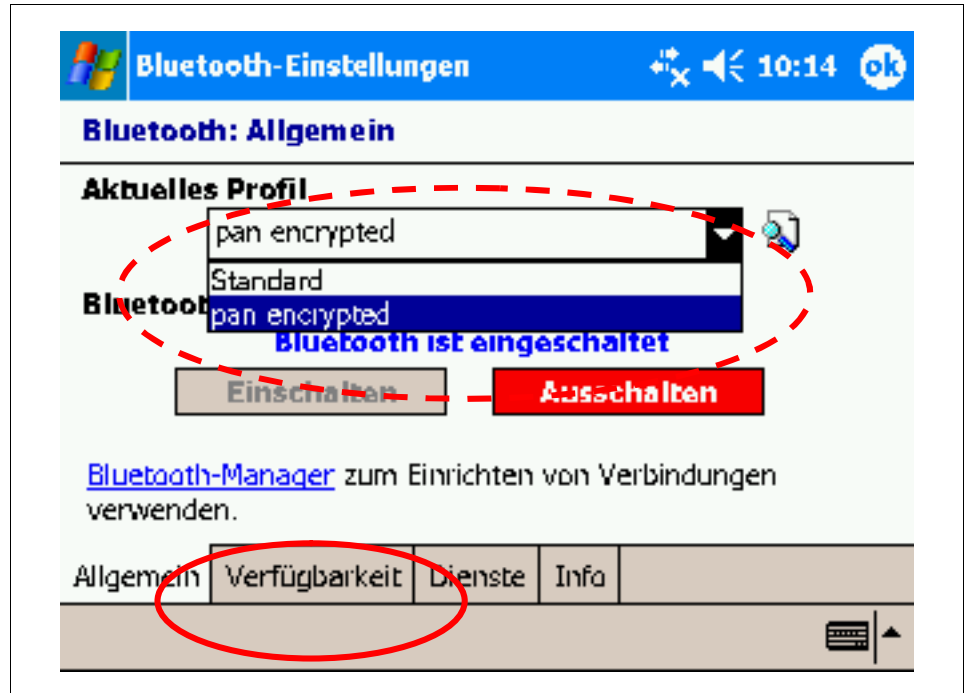 Bluetooth-Einstellungen 10:14 ok
Bluetooth: Allgemein
Aktuelles Profil
pan encrypted
Standard
pan encrypted
Bluetoot
Bluetooth ist eingeschaltet
Einschalten Ausschalten
Bluetooth-Manager zum Einrichten von Verbindungen
verwenden.
Allgemein Verfügbarkeit Dienste Info